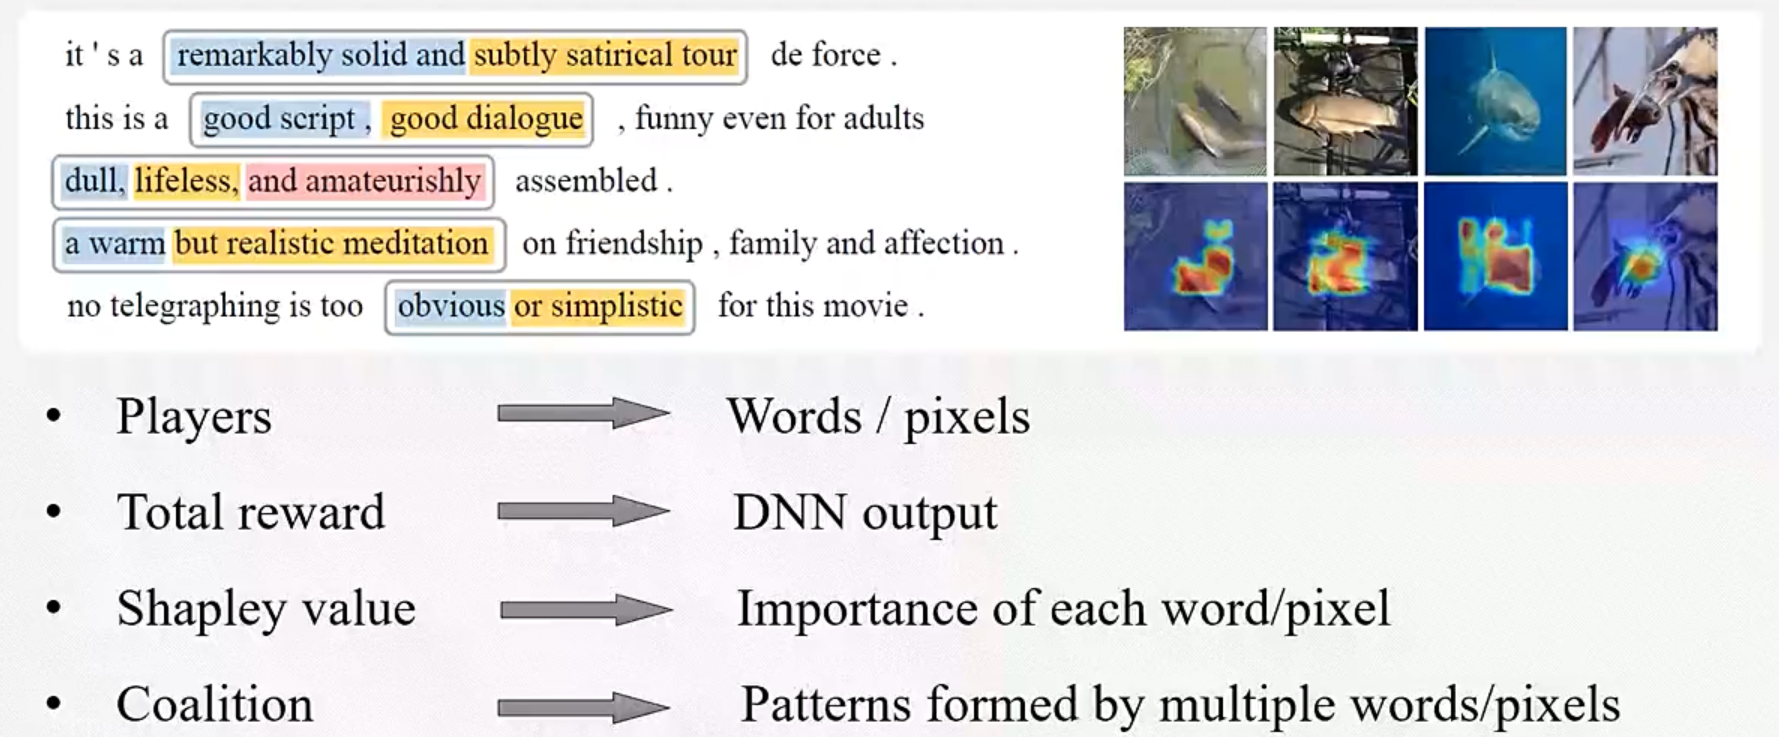 it ' s a remarkably solid and subtly satirical tour de force .
this is a good script , good dialogue , funny even for adults
dull, lifeless, and amateurishly assembled .
a warm but realistic meditation on friendship , family and affection .
no telegraphing is too obvious or simplistic for this movie .
• Players Words / pixels
• Total reward DNN output
• Shapley value Importance of each word/pixel
• Coalition Patterns formed by multiple words/pixels